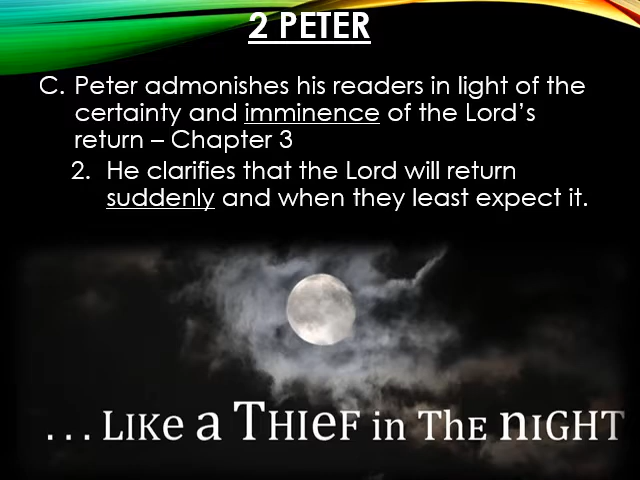 2 PETER
C. Peter admonishes his readers in light of the
certainty and imminence of the Lord’s
return – Chapter 3
2. He clarifies that the Lord will return
suddenly and when they least expect it.
. . . LIKe a THIeF in ThE nIGHT